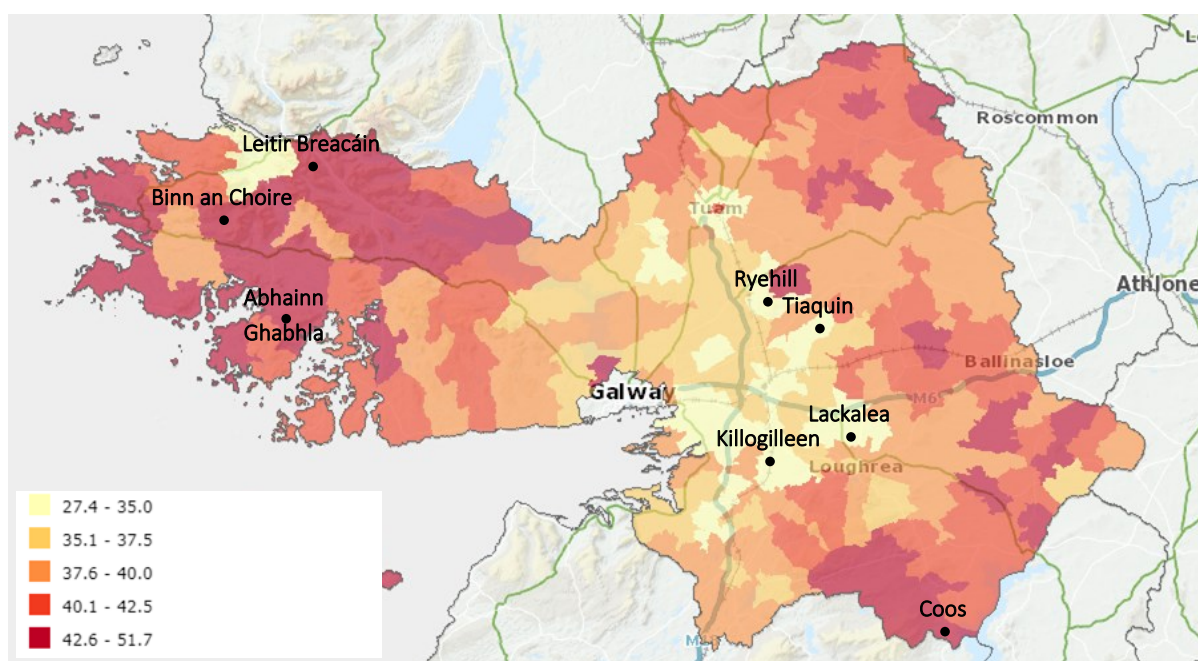 Lo
Roscommon
Leitir Breacáin
Binn an Choire
Tuam
Ryehill
Athlone
Tiaquin
Abhainn
Ghabhla
Ballinasloe
Galway
M6
Lackalea
Killogilleen
Loughrea
27.4 - 35.0
35.1 - 37.5
37.6 - 40.0
40.1 - 42.5
42.6 - 51.7
Coos